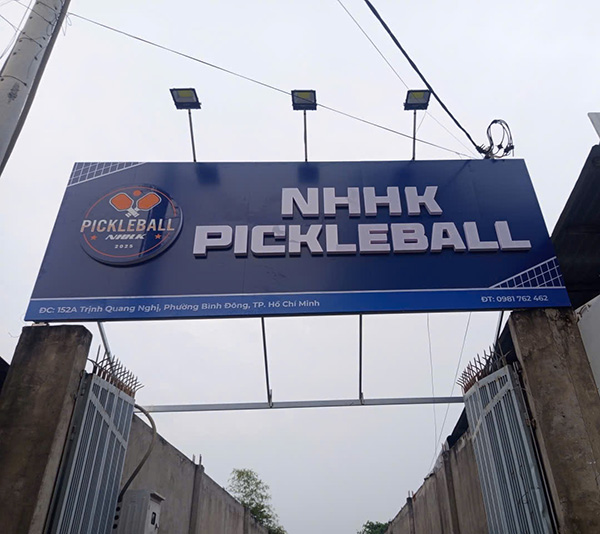 PICKLEBALL
NHHK
2025
NHHK
PICKLEBALL
ĐC: 152A Trịnh Quang Nghị, Phường Bình Đông, TP. Hồ Chí Minh
ĐT: 0981 762 462